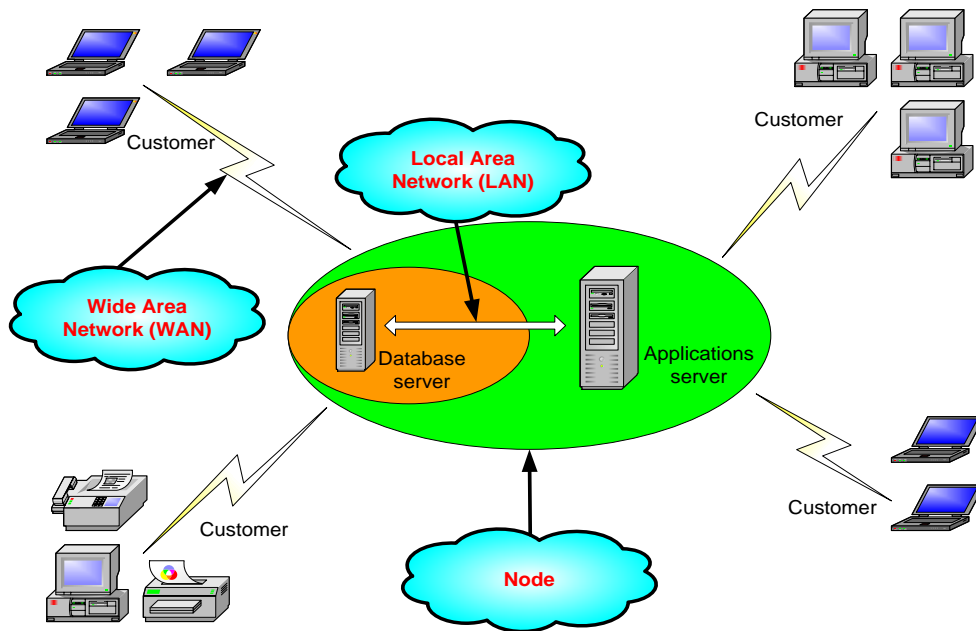 Customer
Customer
Local Area
Network (LAN)
Wide Area
Network (WAN)
Database
server
Applications
server
Customer
Customer
Node